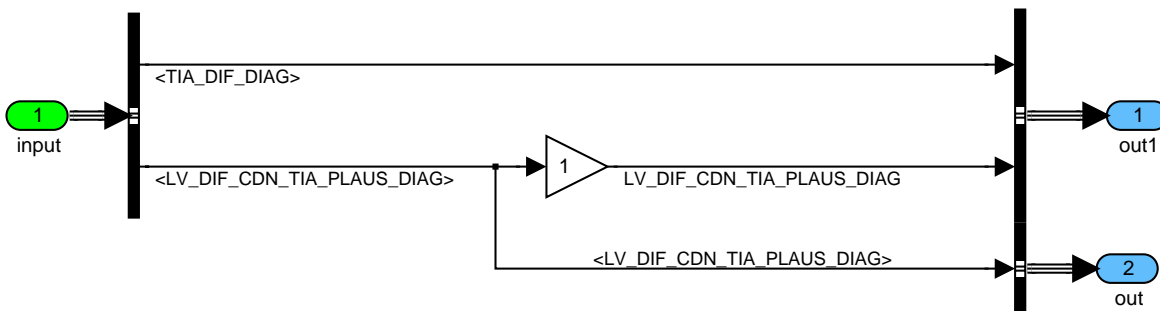 <TIA_DIF_DIAG>
1
input
1
out1
<LV_DIF_CDN_TIA_PLAUS_DIAG>
1
LV_DIF_CDN_TIA_PLAUS_DIAG
<LV_DIF_CDN_TIA_PLAUS_DIAG>
2
out